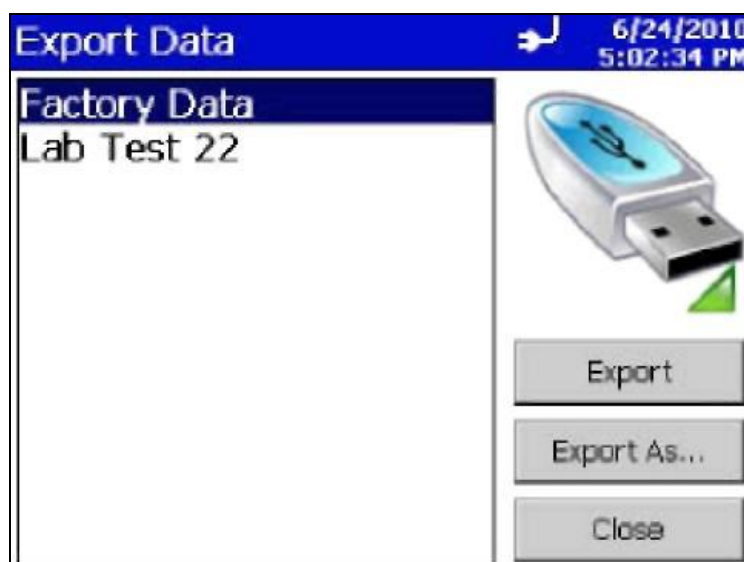 Export Data
6/24/2010
5:02:34 PM
Factory Data
Lab Test 22
Export
Export As...
Close